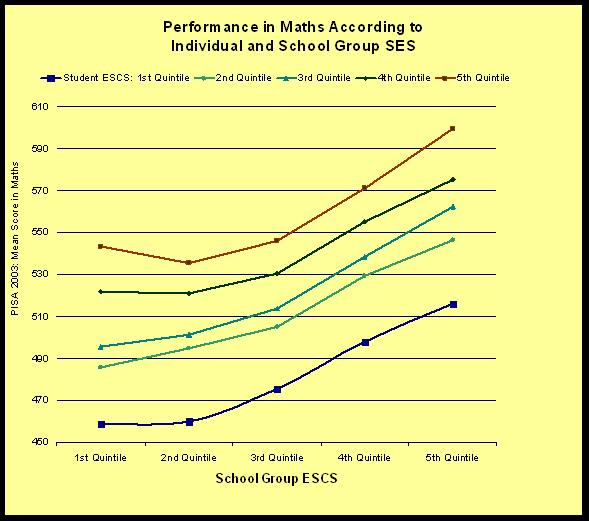 Performance in Maths According to
Individual and School Group SES
Student ESCS: 1st Quintile 2nd Quintile 3rd Quintile 4th Quintile 5th Quintile
610
590
570
550
530
510
490
470
450
PISA 2003: Mean Score in Maths
1st Quintile 2nd Quintile 3rd Quintile 4th Quintile 5th Quintile
School Group ESCS